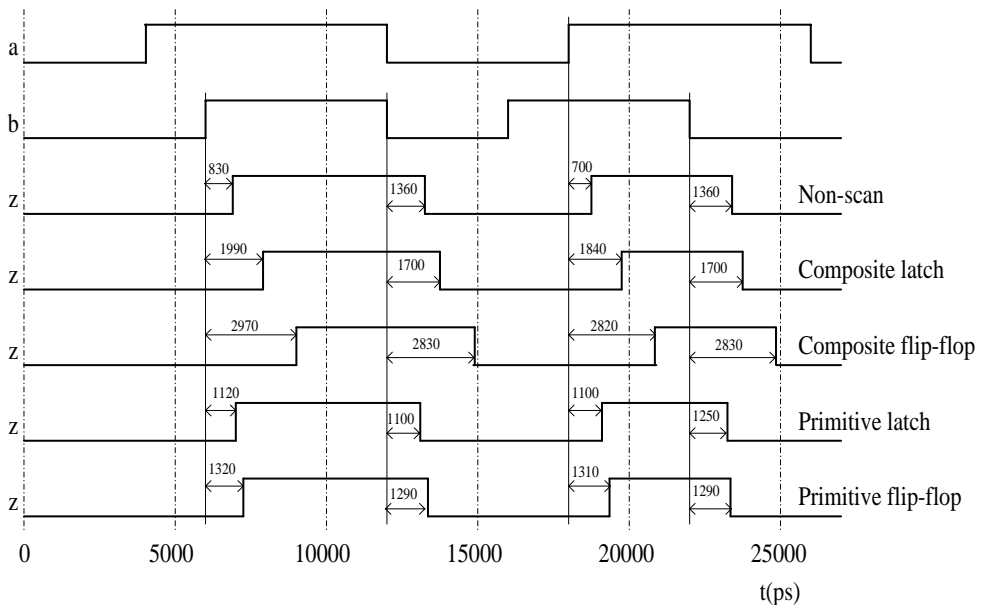 a
b
830 700
1360 1360
z Non-scan
1990 1840
1700 1700
z Composite latch
2970 2820
2830 2830
z Composite flip-flop
1120 1100
1100 1250
z Primitive latch
1320 1310
1290 1290
z Primitive flip-flop
0 5000 10000 15000 20000 25000
t(ps)